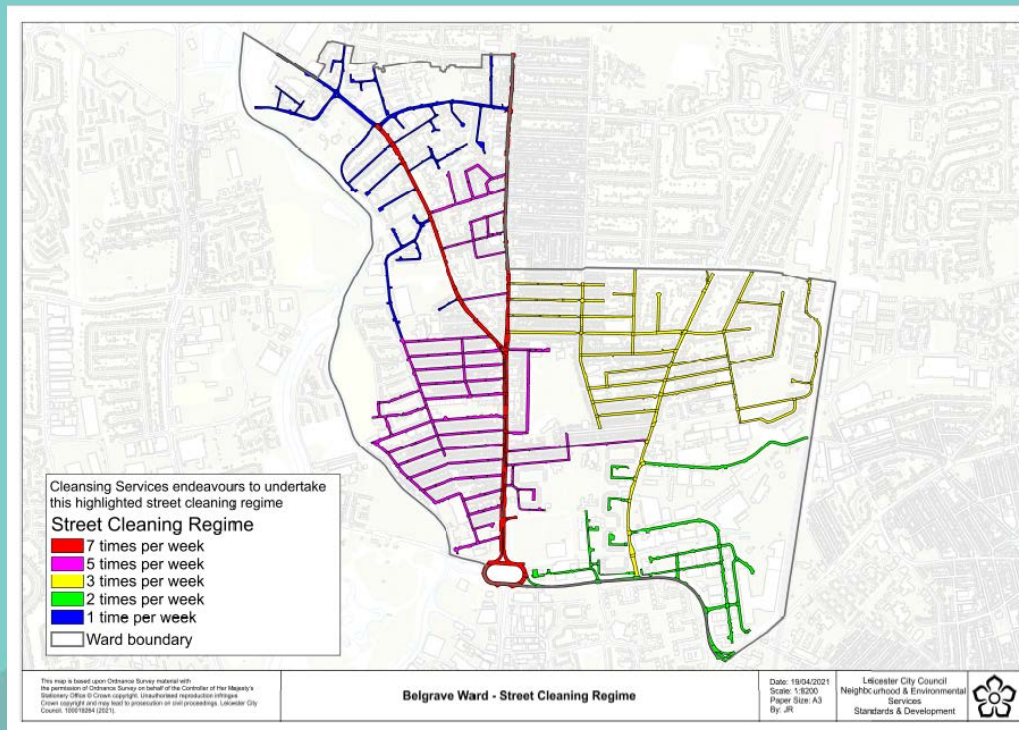 Cleansing Services endeavours to undertake
this highlighted street cleaning regime
Street Cleaning Regime
7 times per week
5 times per week
3 times per week
2 times per week
1 time per week
Ward boundary
This map is based upon Ordnance Survey material with
the permission of Ordnance Survey on behalf of the Controller of Her Majesty's
Stationery Office © Crown copyright. Unauthorised reproduction infringes
Crown copyright and may lead to prosecution or civil proceedings. Leicester City
Council. 100019264 (2021).
Belgrave Ward - Street Cleaning Regime
Date: 19/04/2021
Scale: 1:8200
Paper Size: A3
By: JR
Leicester City Council
Neighbourhood & Environmental
Services
Standards & Development